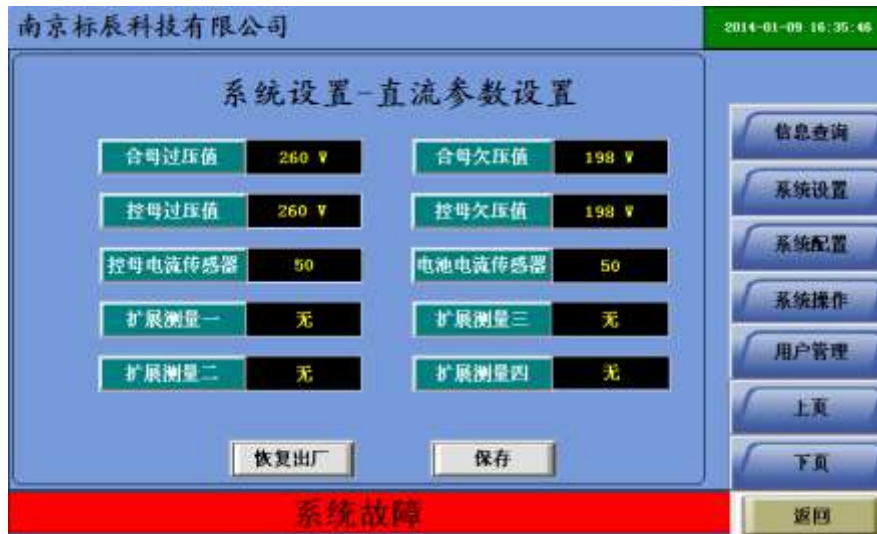 南京标辰科技有限公司
2014-01-09 16:35:46
系统设置-直流参数设置
合母过压值 260 V 合母欠压值 198 V
控母过压值 260 V 控母欠压值 198 V
控母电流传感器 50 电池电流传感器 50
扩展测量一 无 扩展测量三 无
扩展测量二 无 扩展测量四 无
恢复出厂 保存
系统故障
信息查询
系统设置
系统配置
系统操作
用户管理
上页
下页
返回